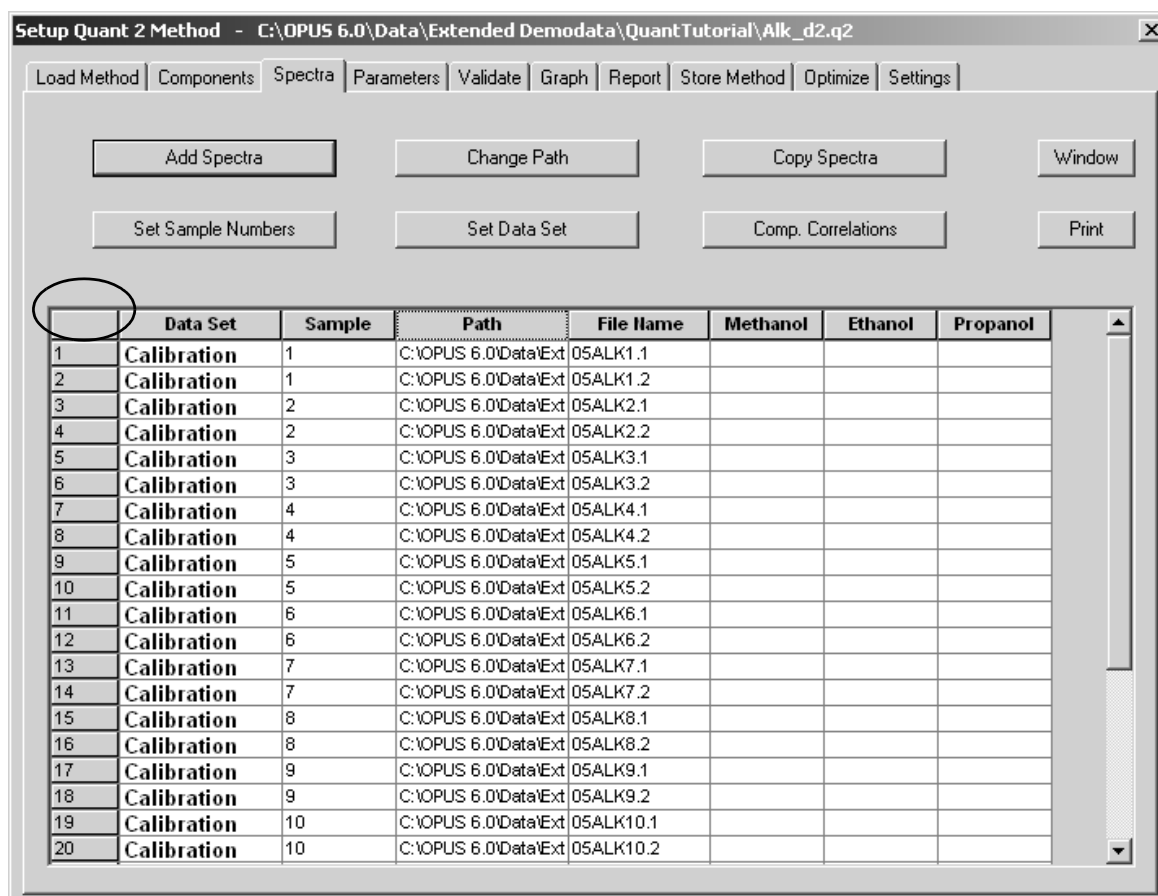 Setup Quant 2 Method - C:\OPUS 6.0\Data\Extended Demodata\QuantTutorial\Alk_d2.q2
Load Method Components Spectra Parameters Validate Graph Report Store Method Optimize Settings
Add Spectra Change Path Copy Spectra Window
Set Sample Numbers Set Data Set Comp. Correlations Print
Data Set Sample Path File Name Methanol Ethanol Propanol
1 Calibration 1 C:\OPUS 6.0\Data\Ext 05ALK1.1
2 Calibration 1 C:\OPUS 6.0\Data\Ext 05ALK1.2
3 Calibration 2 C:\OPUS 6.0\Data\Ext 05ALK2.1
4 Calibration 2 C:\OPUS 6.0\Data\Ext 05ALK2.2
5 Calibration 3 C:\OPUS 6.0\Data\Ext 05ALK3.1
6 Calibration 3 C:\OPUS 6.0\Data\Ext 05ALK3.2
7 Calibration 4 C:\OPUS 6.0\Data\Ext 05ALK4.1
8 Calibration 4 C:\OPUS 6.0\Data\Ext 05ALK4.2
9 Calibration 5 C:\OPUS 6.0\Data\Ext 05ALK5.1
10 Calibration 5 C:\OPUS 6.0\Data\Ext 05ALK5.2
11 Calibration 6 C:\OPUS 6.0\Data\Ext 05ALK6.1
12 Calibration 6 C:\OPUS 6.0\Data\Ext 05ALK6.2
13 Calibration 7 C:\OPUS 6.0\Data\Ext 05ALK7.1
14 Calibration 7 C:\OPUS 6.0\Data\Ext 05ALK7.2
15 Calibration 8 C:\OPUS 6.0\Data\Ext 05ALK8.1
16 Calibration 8 C:\OPUS 6.0\Data\Ext 05ALK8.2
17 Calibration 9 C:\OPUS 6.0\Data\Ext 05ALK9.1
18 Calibration 9 C:\OPUS 6.0\Data\Ext 05ALK9.2
19 Calibration 10 C:\OPUS 6.0\Data\Ext 05ALK10.1
20 Calibration 10 C:\OPUS 6.0\Data\Ext 05ALK10.2